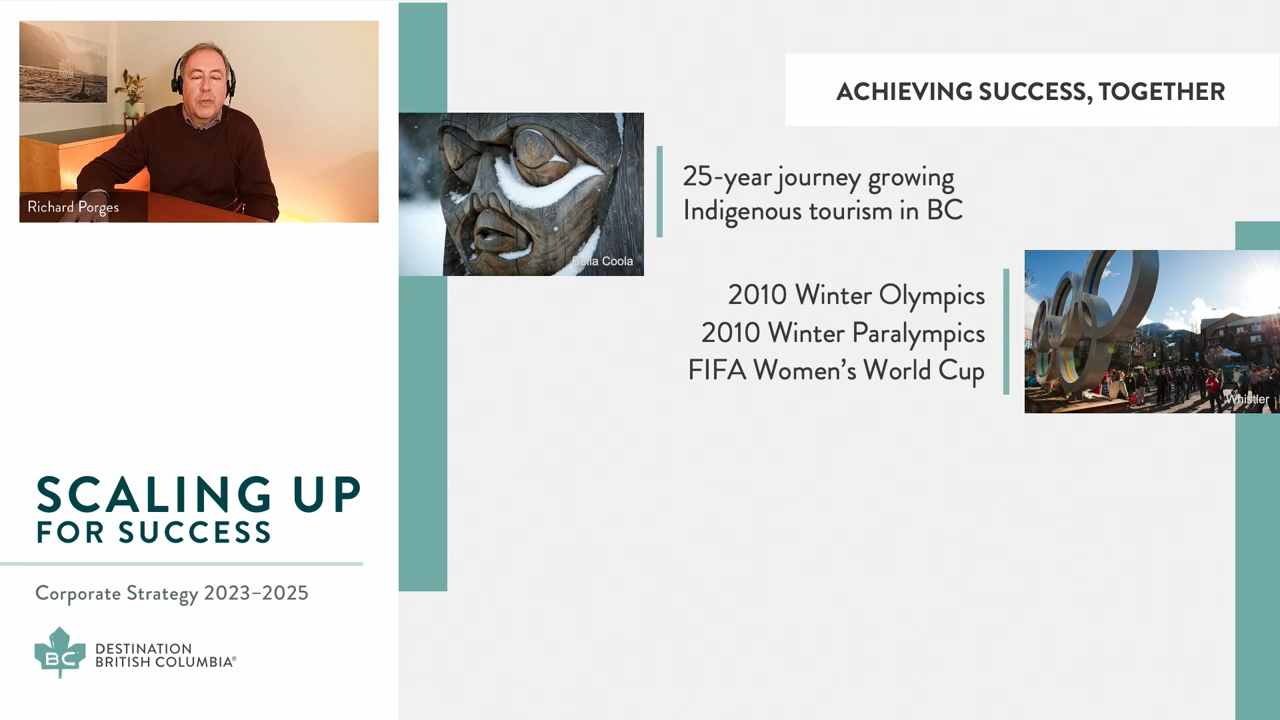 Richard Porges
ACHIEVING SUCCESS, TOGETHER
Bella Coola
25-year journey growing
Indigenous tourism in BC
2010 Winter Olympics
2010 Winter Paralympics
FIFA Women's World Cup
Whistler
SCALING UP
FOR SUCCESS
Corporate Strategy 2023–2025
BC
DESTINATION
BRITISH COLUMBIA®